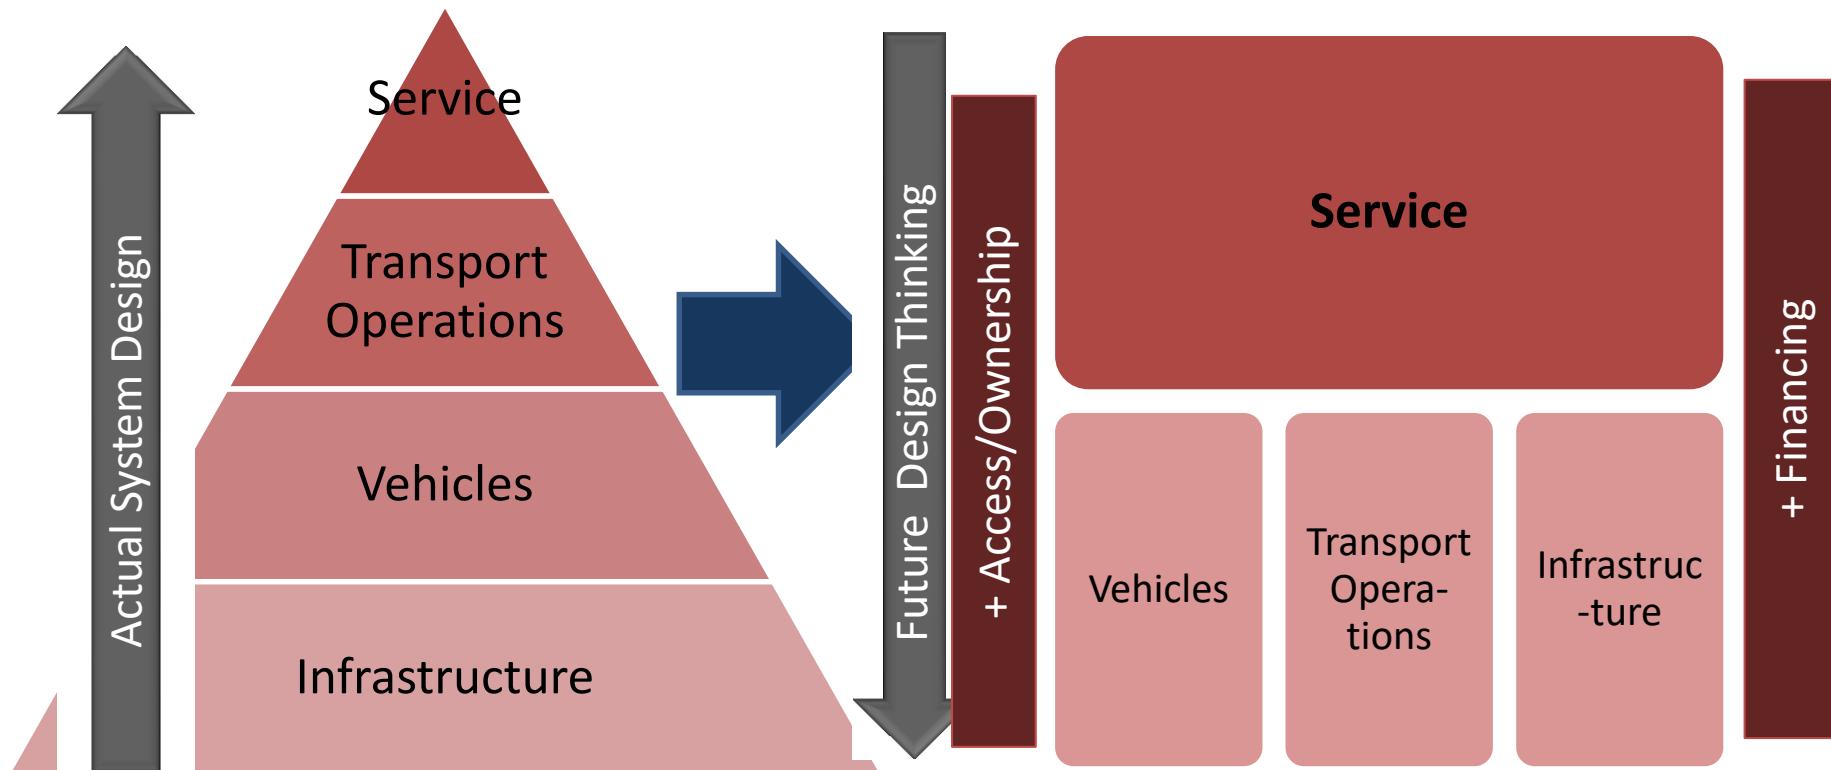 Actual System Design
Service
Transport
Operations
Vehicles
Infrastructure
Future Design Thinking
+ Access/Ownership
Service
Vehicles
Transport
Opera-
tions
Infrastruc
-ture
+ Financing